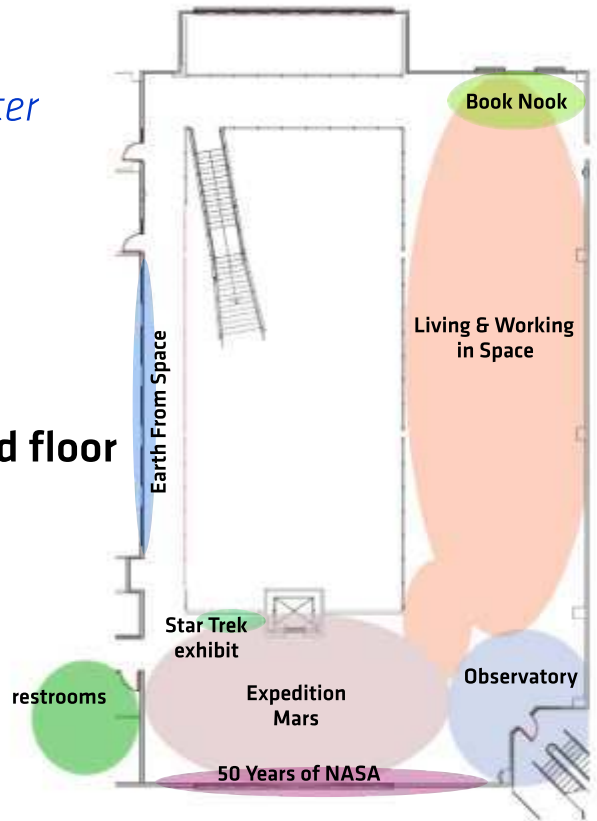 Book Nook
Living & Working
in Space
Earth From Space
floor
Star Trek
exhibit
restrooms
Expedition
Mars
Observatory
50 Years of NASA